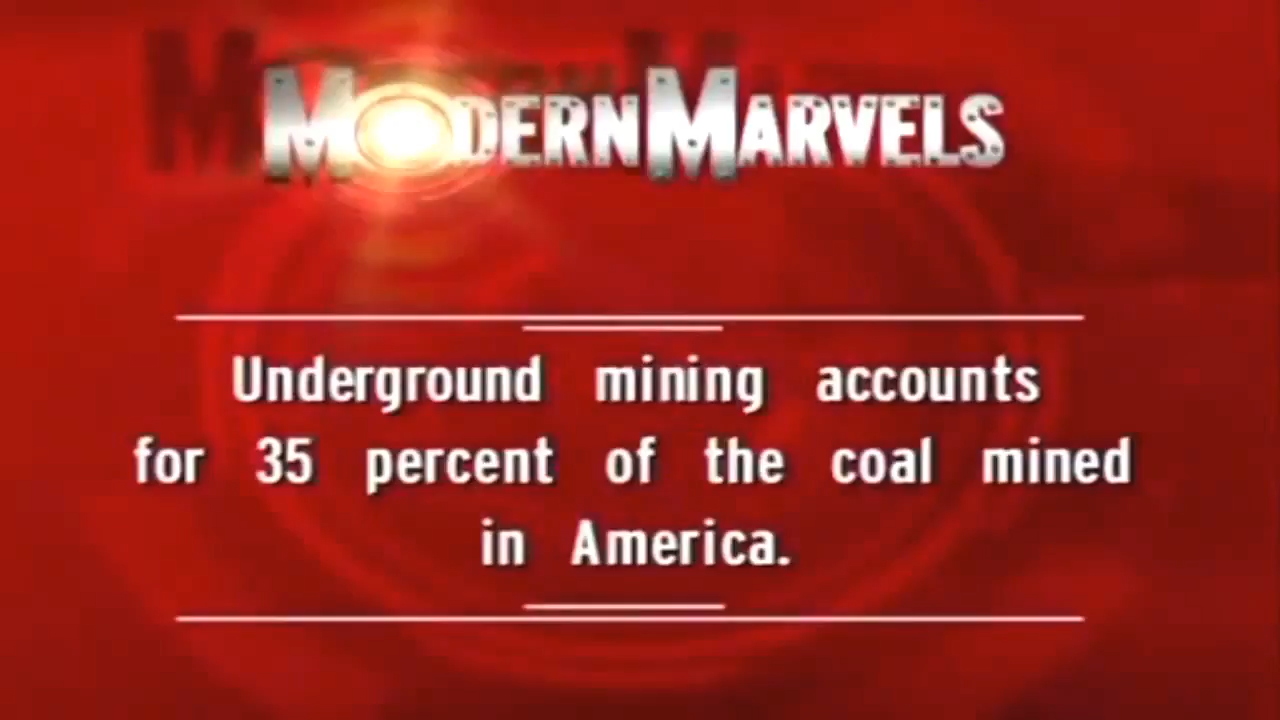 MODERN MARVELS
Underground mining accounts
for 35 percent of the coal mined
in America.